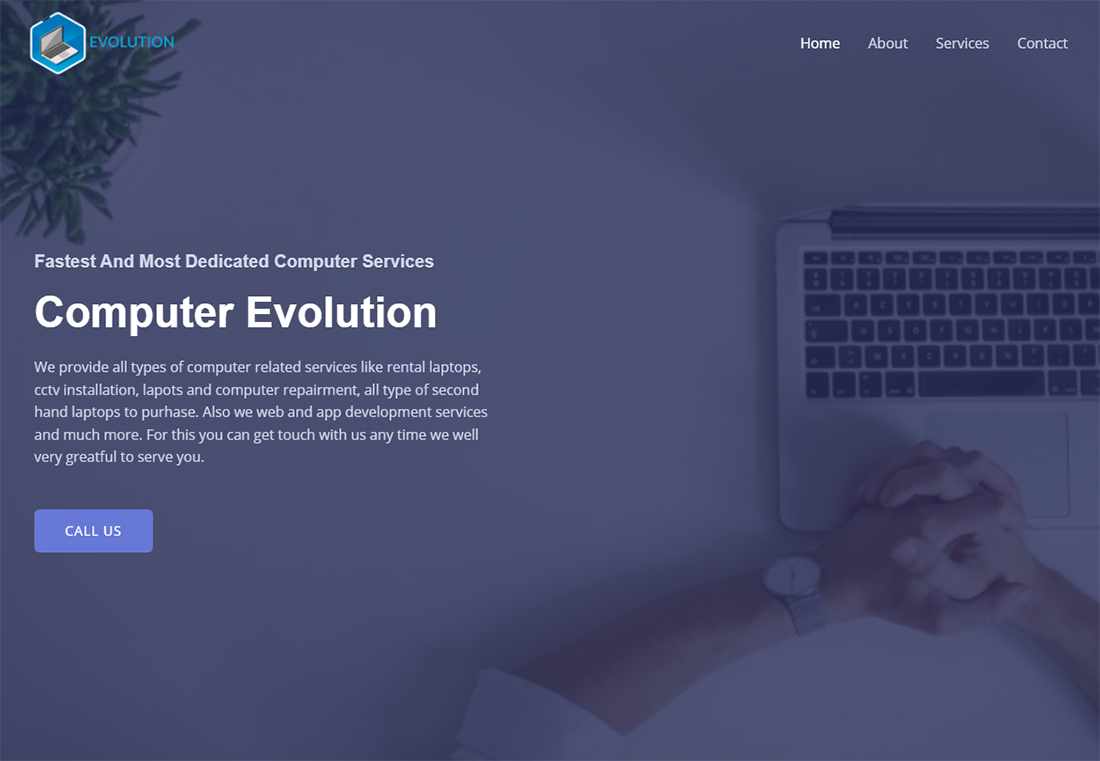 EVOLUTION
Home About Services Contact
Fastest And Most Dedicated Computer Services
Computer Evolution
We provide all types of computer related services like rental laptops,
cctv installation, lapots and computer repairment, all type of second
hand laptops to purhase. Also we web and app development services
and much more. For this you can get touch with us any time we well
very greatful to serve you.
CALL US